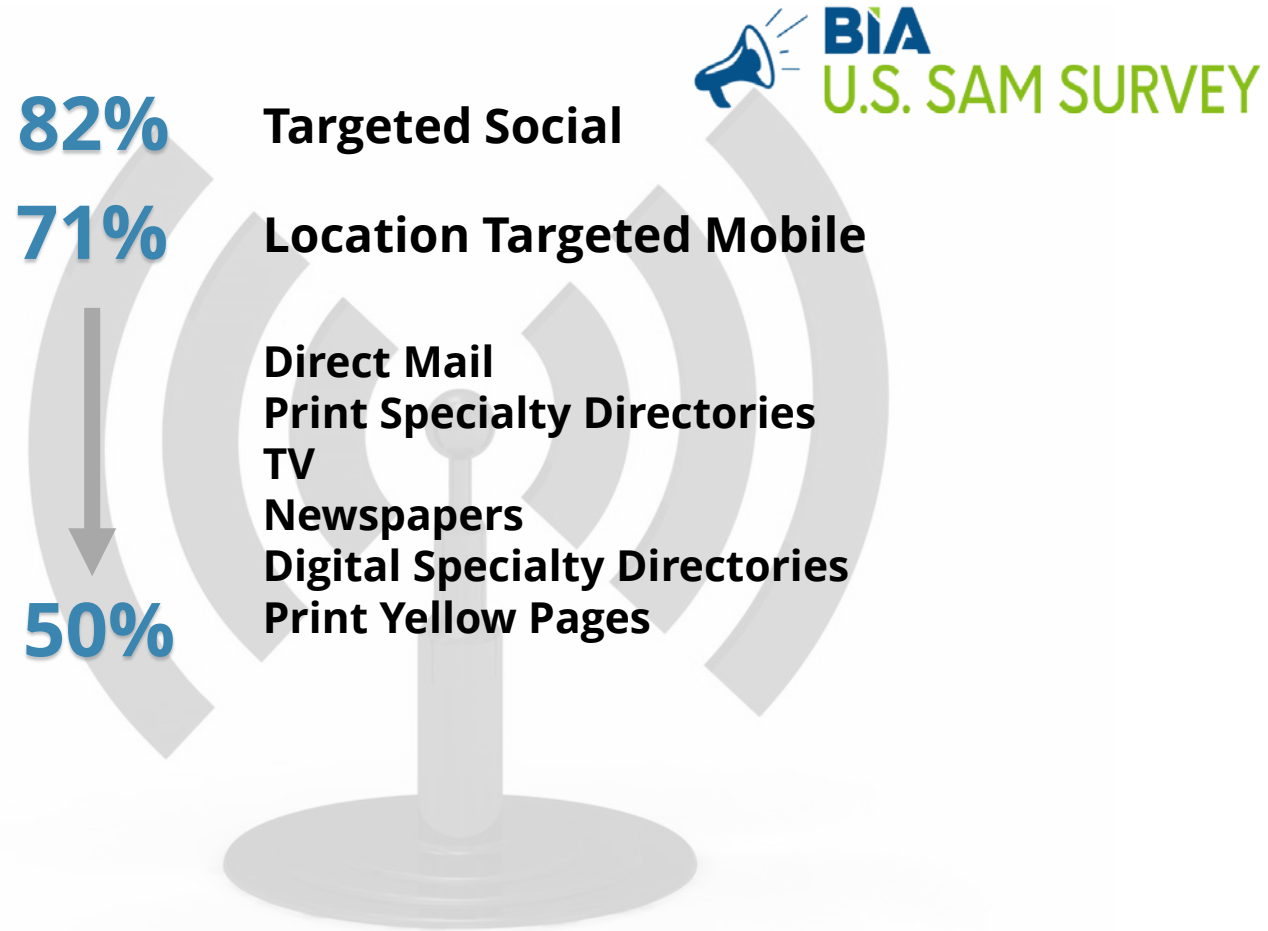 BIA
U.S. SAM SURVEY
82% Targeted Social
71% Location Targeted Mobile
Direct Mail
Print Specialty Directories
TV
Newspapers
Digital Specialty Directories
50% Print Yellow Pages